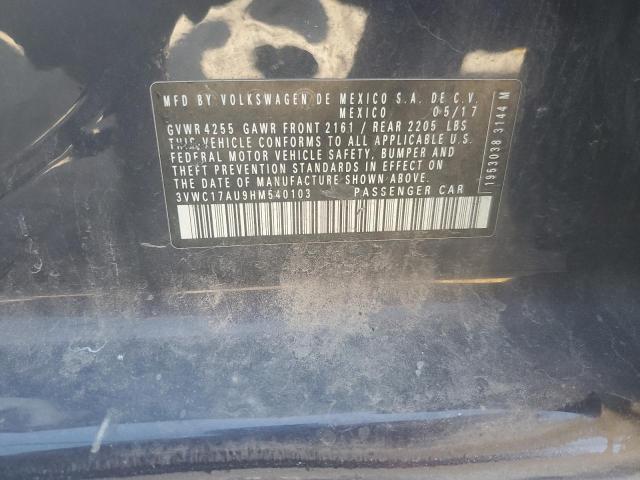 MFD BY VOLKSWAGEN DE MEXICO S.A. DE C.V.
MEXICO 05/17
GVWR 4255 GAWR FRONT 2161 / REAR 2205 LBS
THIS VEHICLE CONFORMS TO ALL APPLICABLE U.S.
FEDERAL MOTOR VEHICLE SAFETY, BUMPER AND
THEFT PREVENTION STANDARDS IN EFFECT ON
THE DATE OF MANUFACTURE SHOWN ABOVE.
3VWC17AU9HM540103 PASSENGER CAR
1953038 3144 M